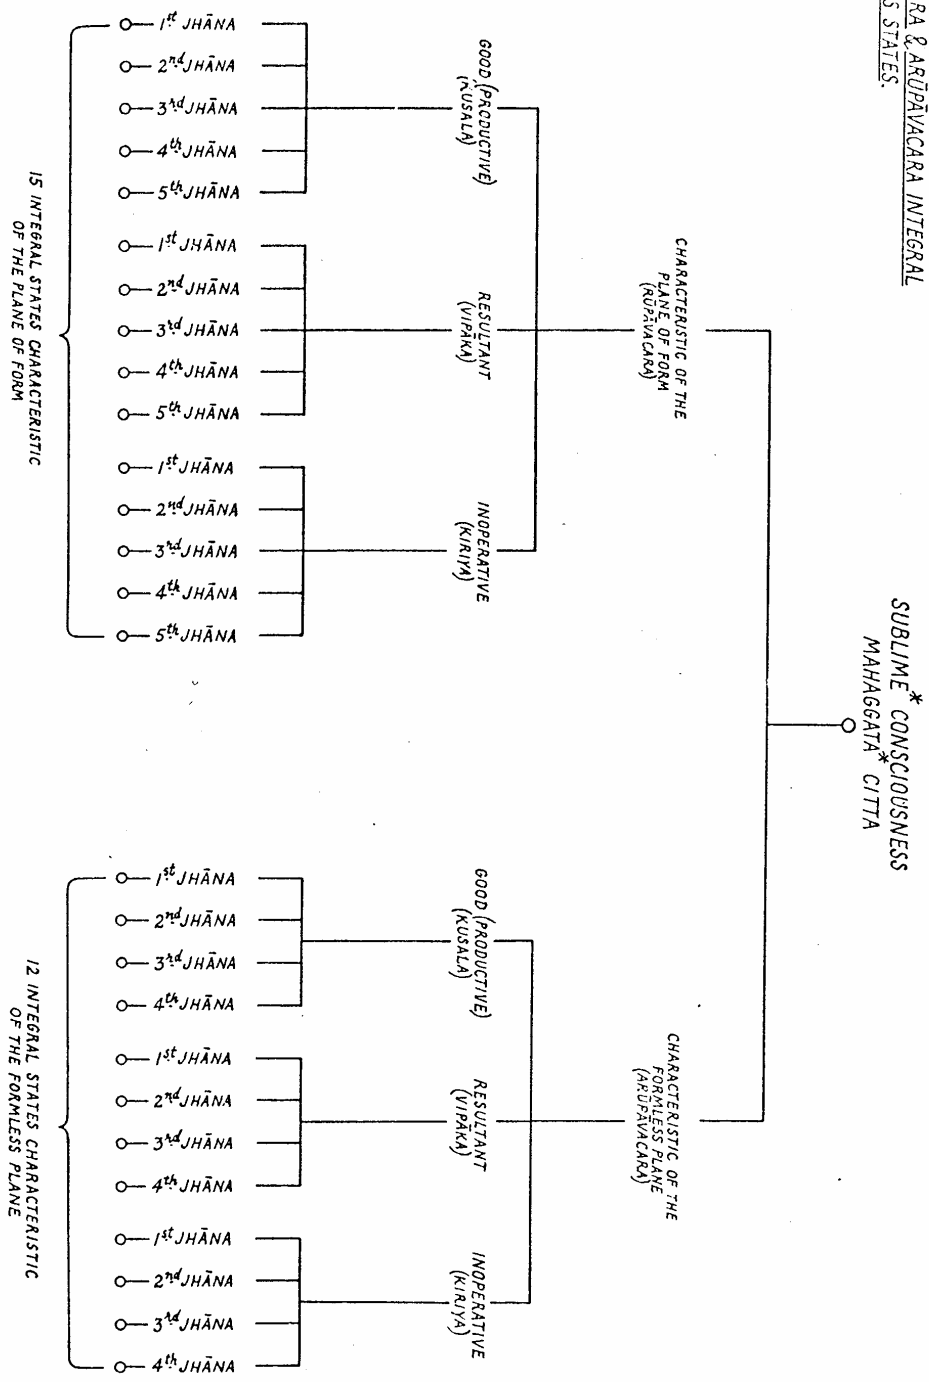 RA & ARŪPĀVACARA INTEGRAL
S STATES.
SUBLIME* CONSCIOUSNESS
MAHAGGATA* CITTA
CHARACTERISTIC OF THE
PLANE OF FORM
(RŪPĀVACARA)
GOOD (PRODUCTIVE)
(KUSALA)
1st JHĀNA
2nd JHĀNA
3rd JHĀNA
4th JHĀNA
5th JHĀNA
RESULTANT
(VIPĀKA)
1st JHĀNA
2nd JHĀNA
3rd JHĀNA
4th JHĀNA
5th JHĀNA
INOPERATIVE
(KIRIYA)
1st JHĀNA
2nd JHĀNA
3rd JHĀNA
4th JHĀNA
5th JHĀNA
15 INTEGRAL STATES CHARACTERISTIC
OF THE PLANE OF FORM
CHARACTERISTIC OF THE
FORMLESS PLANE
(ARŪPĀVACARA)
GOOD (PRODUCTIVE)
(KUSALA)
1st JHĀNA
2nd JHĀNA
3rd JHĀNA
4th JHĀNA
RESULTANT
(VIPĀKA)
1st JHĀNA
2nd JHĀNA
3rd JHĀNA
4th JHĀNA
INOPERATIVE
(KIRIYA)
1st JHĀNA
2nd JHĀNA
3rd JHĀNA
4th JHĀNA
12 INTEGRAL STATES CHARACTERISTIC
OF THE FORMLESS PLANE